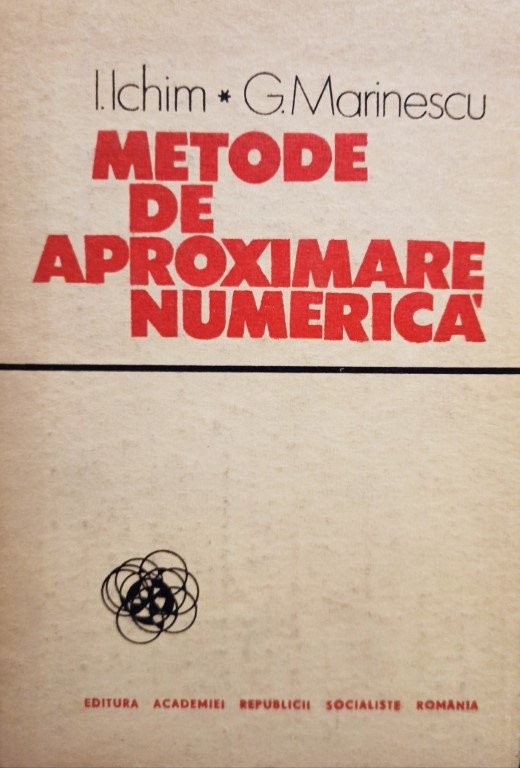 I. Ichim * G. Marinescu
METODE
DE
APROXIMARE
NUMERICĂ
EDITURA ACADEMIEI REPUBLICII SOCIALISTE ROMÂNIA